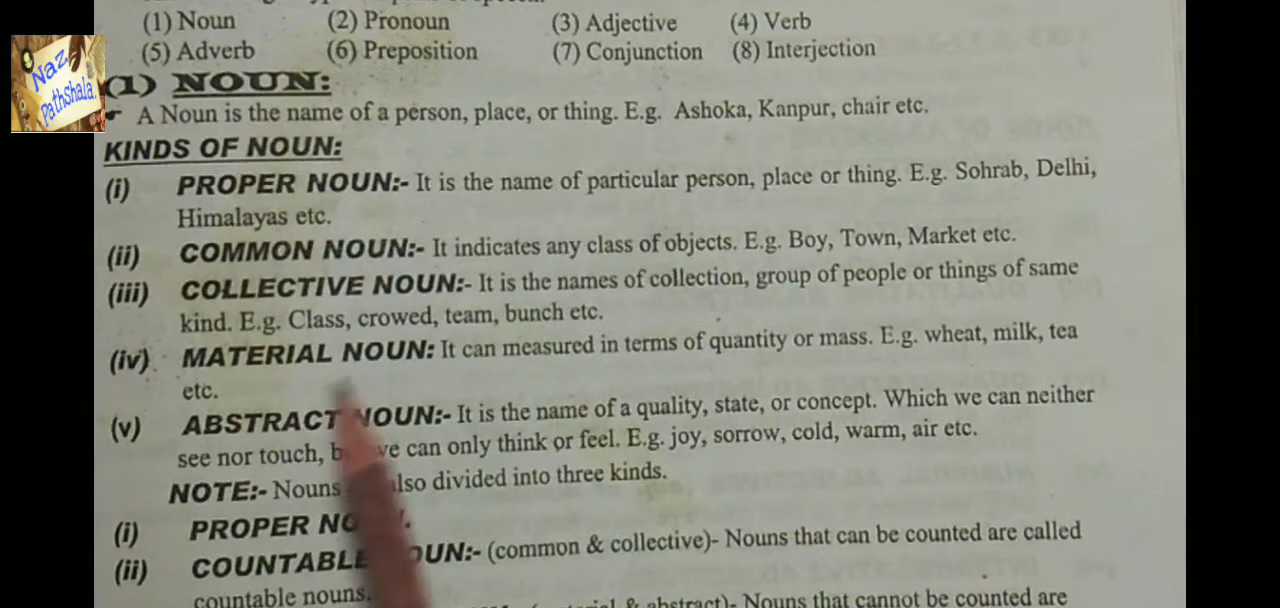 (1) Noun (2) Pronoun (3) Adjective (4) Verb
(5) Adverb (6) Preposition (7) Conjunction (8) Interjection
Naz Pathshala.
(1) NOUN:
A Noun is the name of a person, place, or thing. E.g. Ashoka, Kanpur, chair etc.
KINDS OF NOUN:
(i) PROPER NOUN:- It is the name of particular person, place or thing. E.g. Sohrab, Delhi,
Himalayas etc.
(ii) COMMON NOUN:- It indicates any class of objects. E.g. Boy, Town, Market etc.
(iii) COLLECTIVE NOUN:- It is the names of collection, group of people or things of same
kind. E.g. Class, crowed, team, bunch etc.
(iv) MATERIAL NOUN: It can measured in terms of quantity or mass. E.g. wheat, milk, tea
etc.
(v) ABSTRACT NOUN:- It is the name of a quality, state, or concept. Which we can neither
see nor touch, we can only think or feel. E.g. joy, sorrow, cold, warm, air etc.
NOTE:- Nouns also divided into three kinds.
(i) PROPER
(ii) COUNTABLE NOUN:- (common & collective)- Nouns that can be counted are called
countable nouns.
& abstract)- Nouns that cannot be counted are